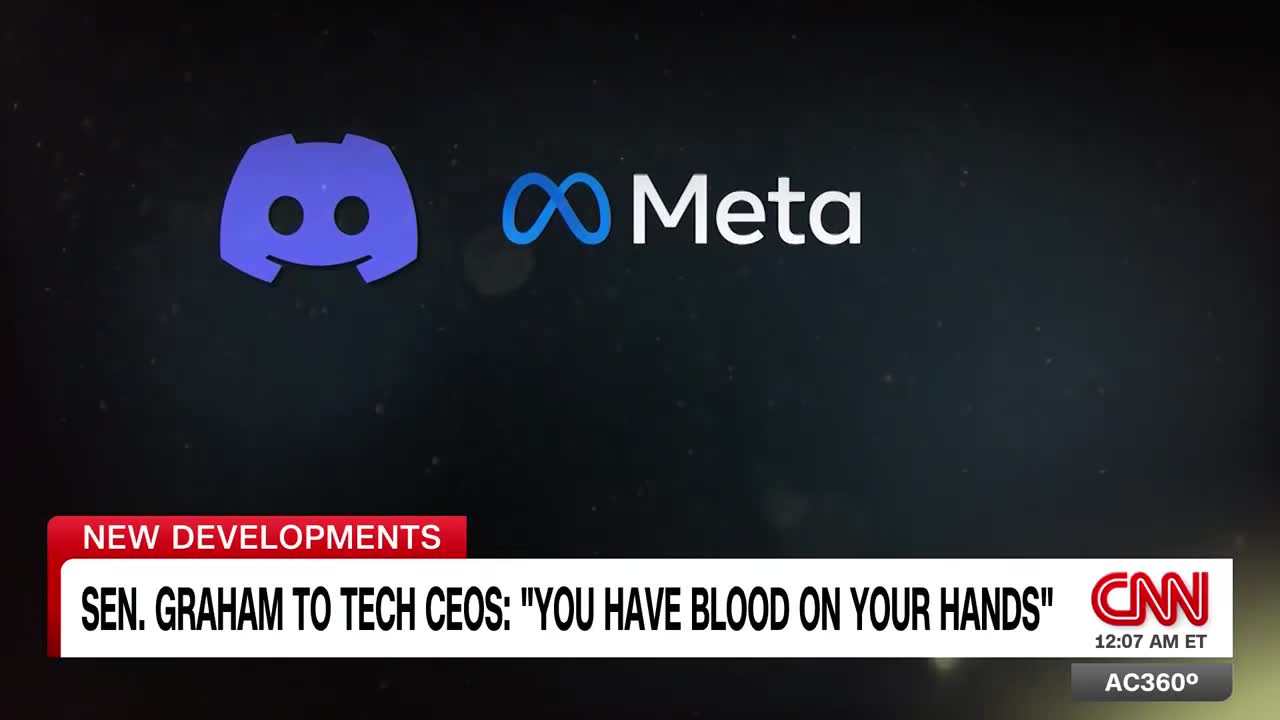 Meta
NEW DEVELOPMENTS
SEN. GRAHAM TO TECH CEOS: "YOU HAVE BLOOD ON YOUR HANDS"
CNN
12:07 AM ET
AC360º